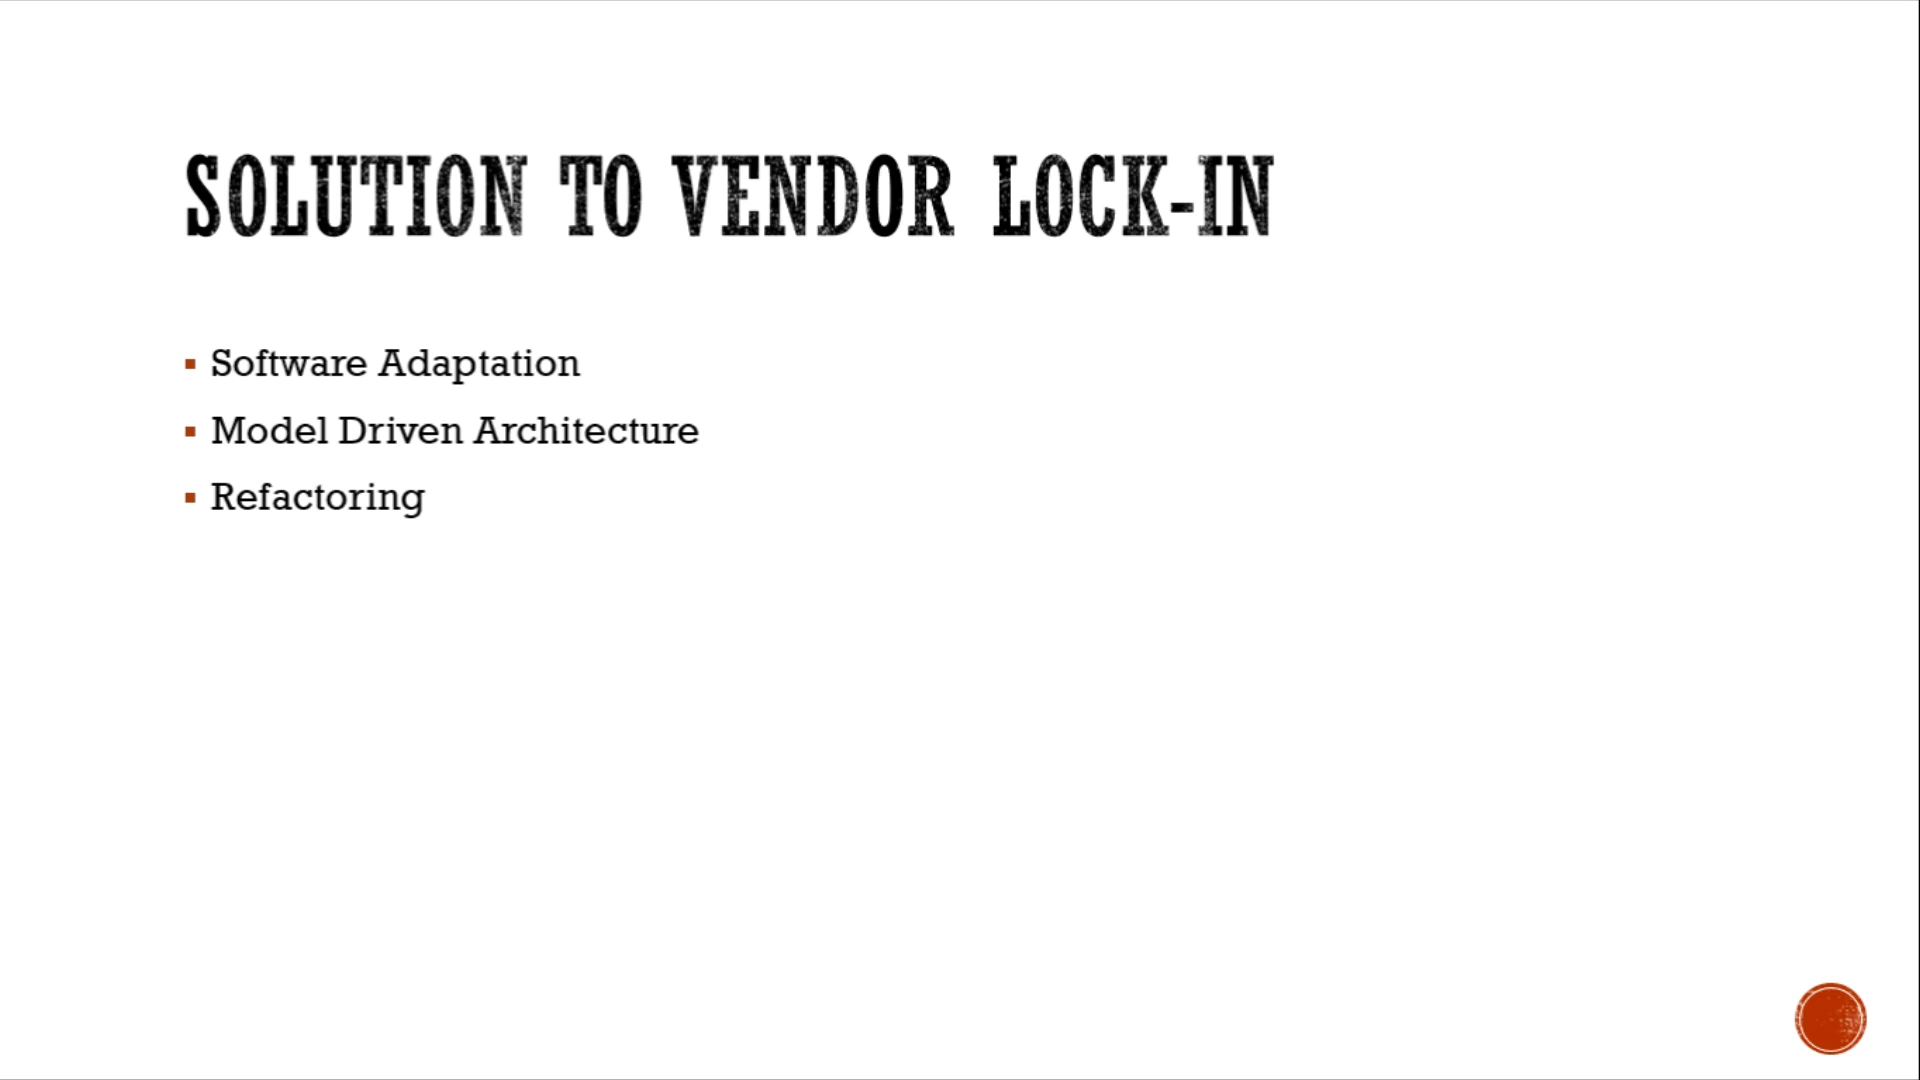 SOLUTION TO VENDOR LOCK-IN
Software Adaptation
Model Driven Architecture
Refactoring